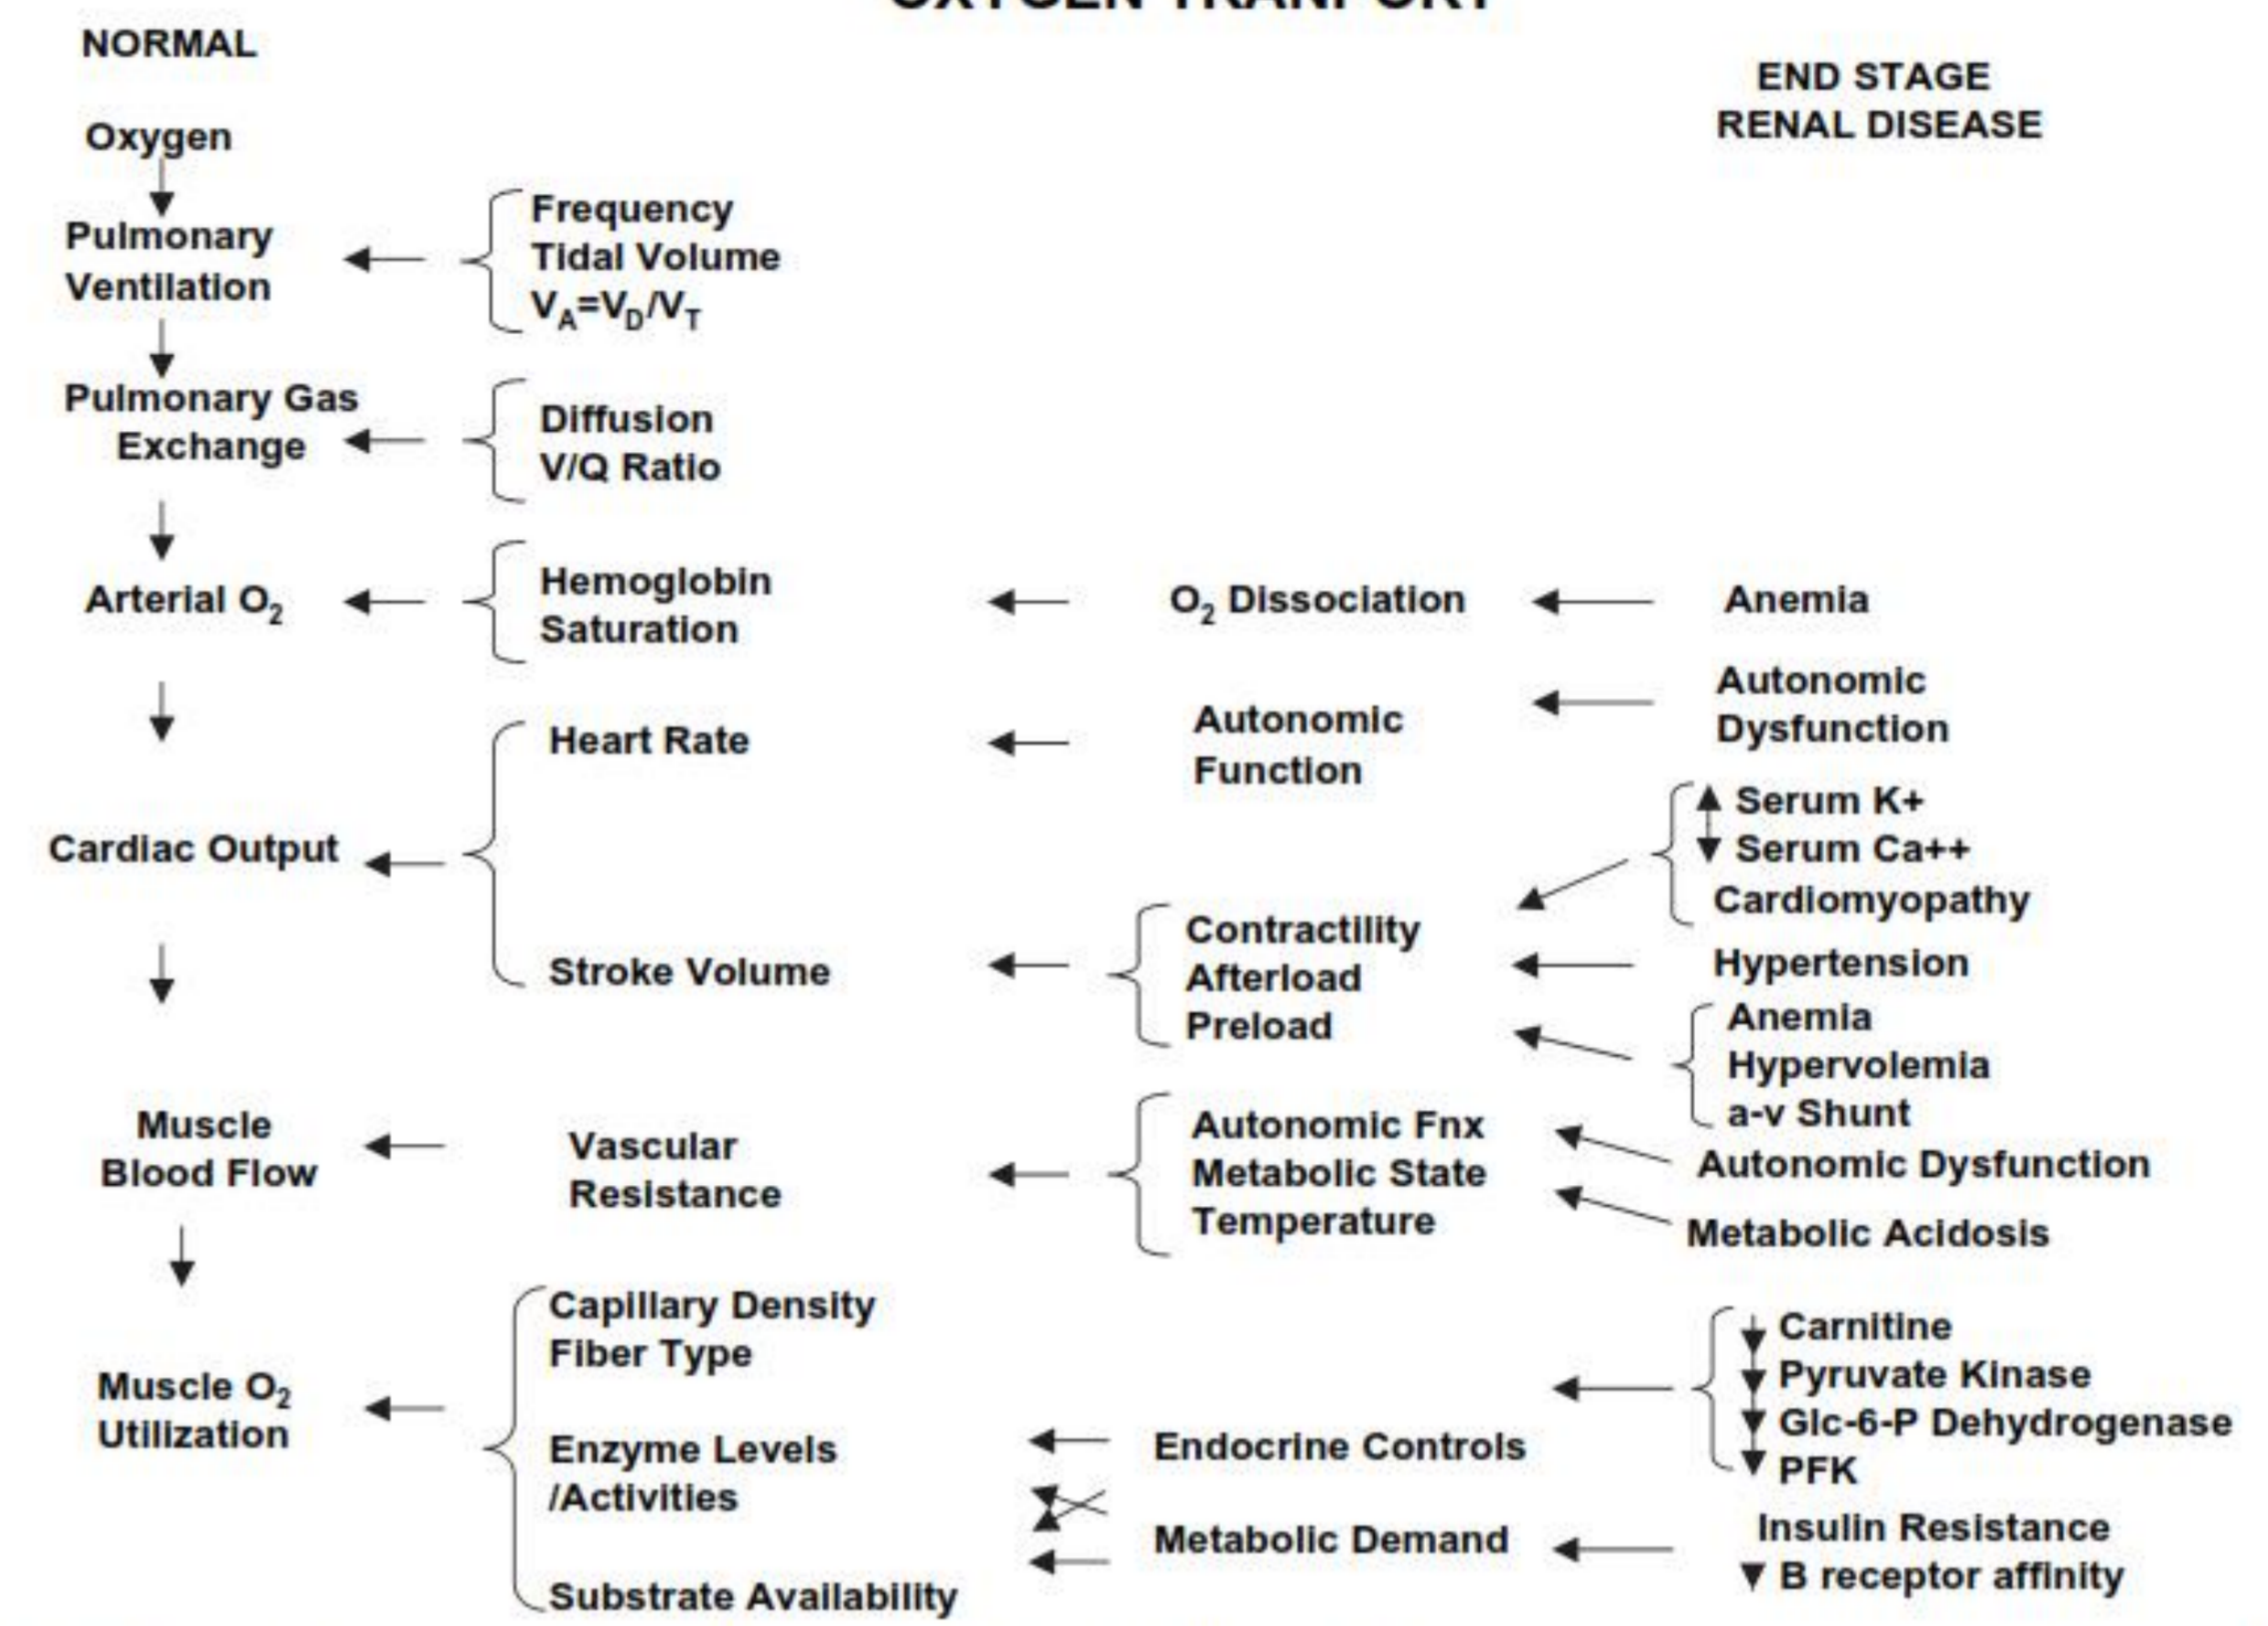 OXYGEN TRANPORT
NORMAL
END STAGE
RENAL DISEASE
Oxygen
Pulmonary
Ventilation
Frequency
Tidal Volume
VA=VD/VT
Pulmonary Gas
Exchange
Diffusion
V/Q Ratio
Arterial O2
Hemoglobin
Saturation
O2 Dissociation
Anemia
Heart Rate
Autonomic
Function
Autonomic
Dysfunction
Cardiac Output
Serum K+
Serum Ca++
Cardiomyopathy
Stroke Volume
Contractility
Afterload
Preload
Hypertension
Anemia
Hypervolemia
a-v Shunt
Muscle
Blood Flow
Vascular
Resistance
Autonomic Fnx
Metabolic State
Temperature
Autonomic Dysfunction
Metabolic Acidosis
Muscle O2
Utilization
Capillary Density
Fiber Type
Enzyme Levels
/Activities
Substrate Availability
Endocrine Controls
Metabolic Demand
Carnitine
Pyruvate Kinase
Glc-6-P Dehydrogenase
PFK
Insulin Resistance
B receptor affinity